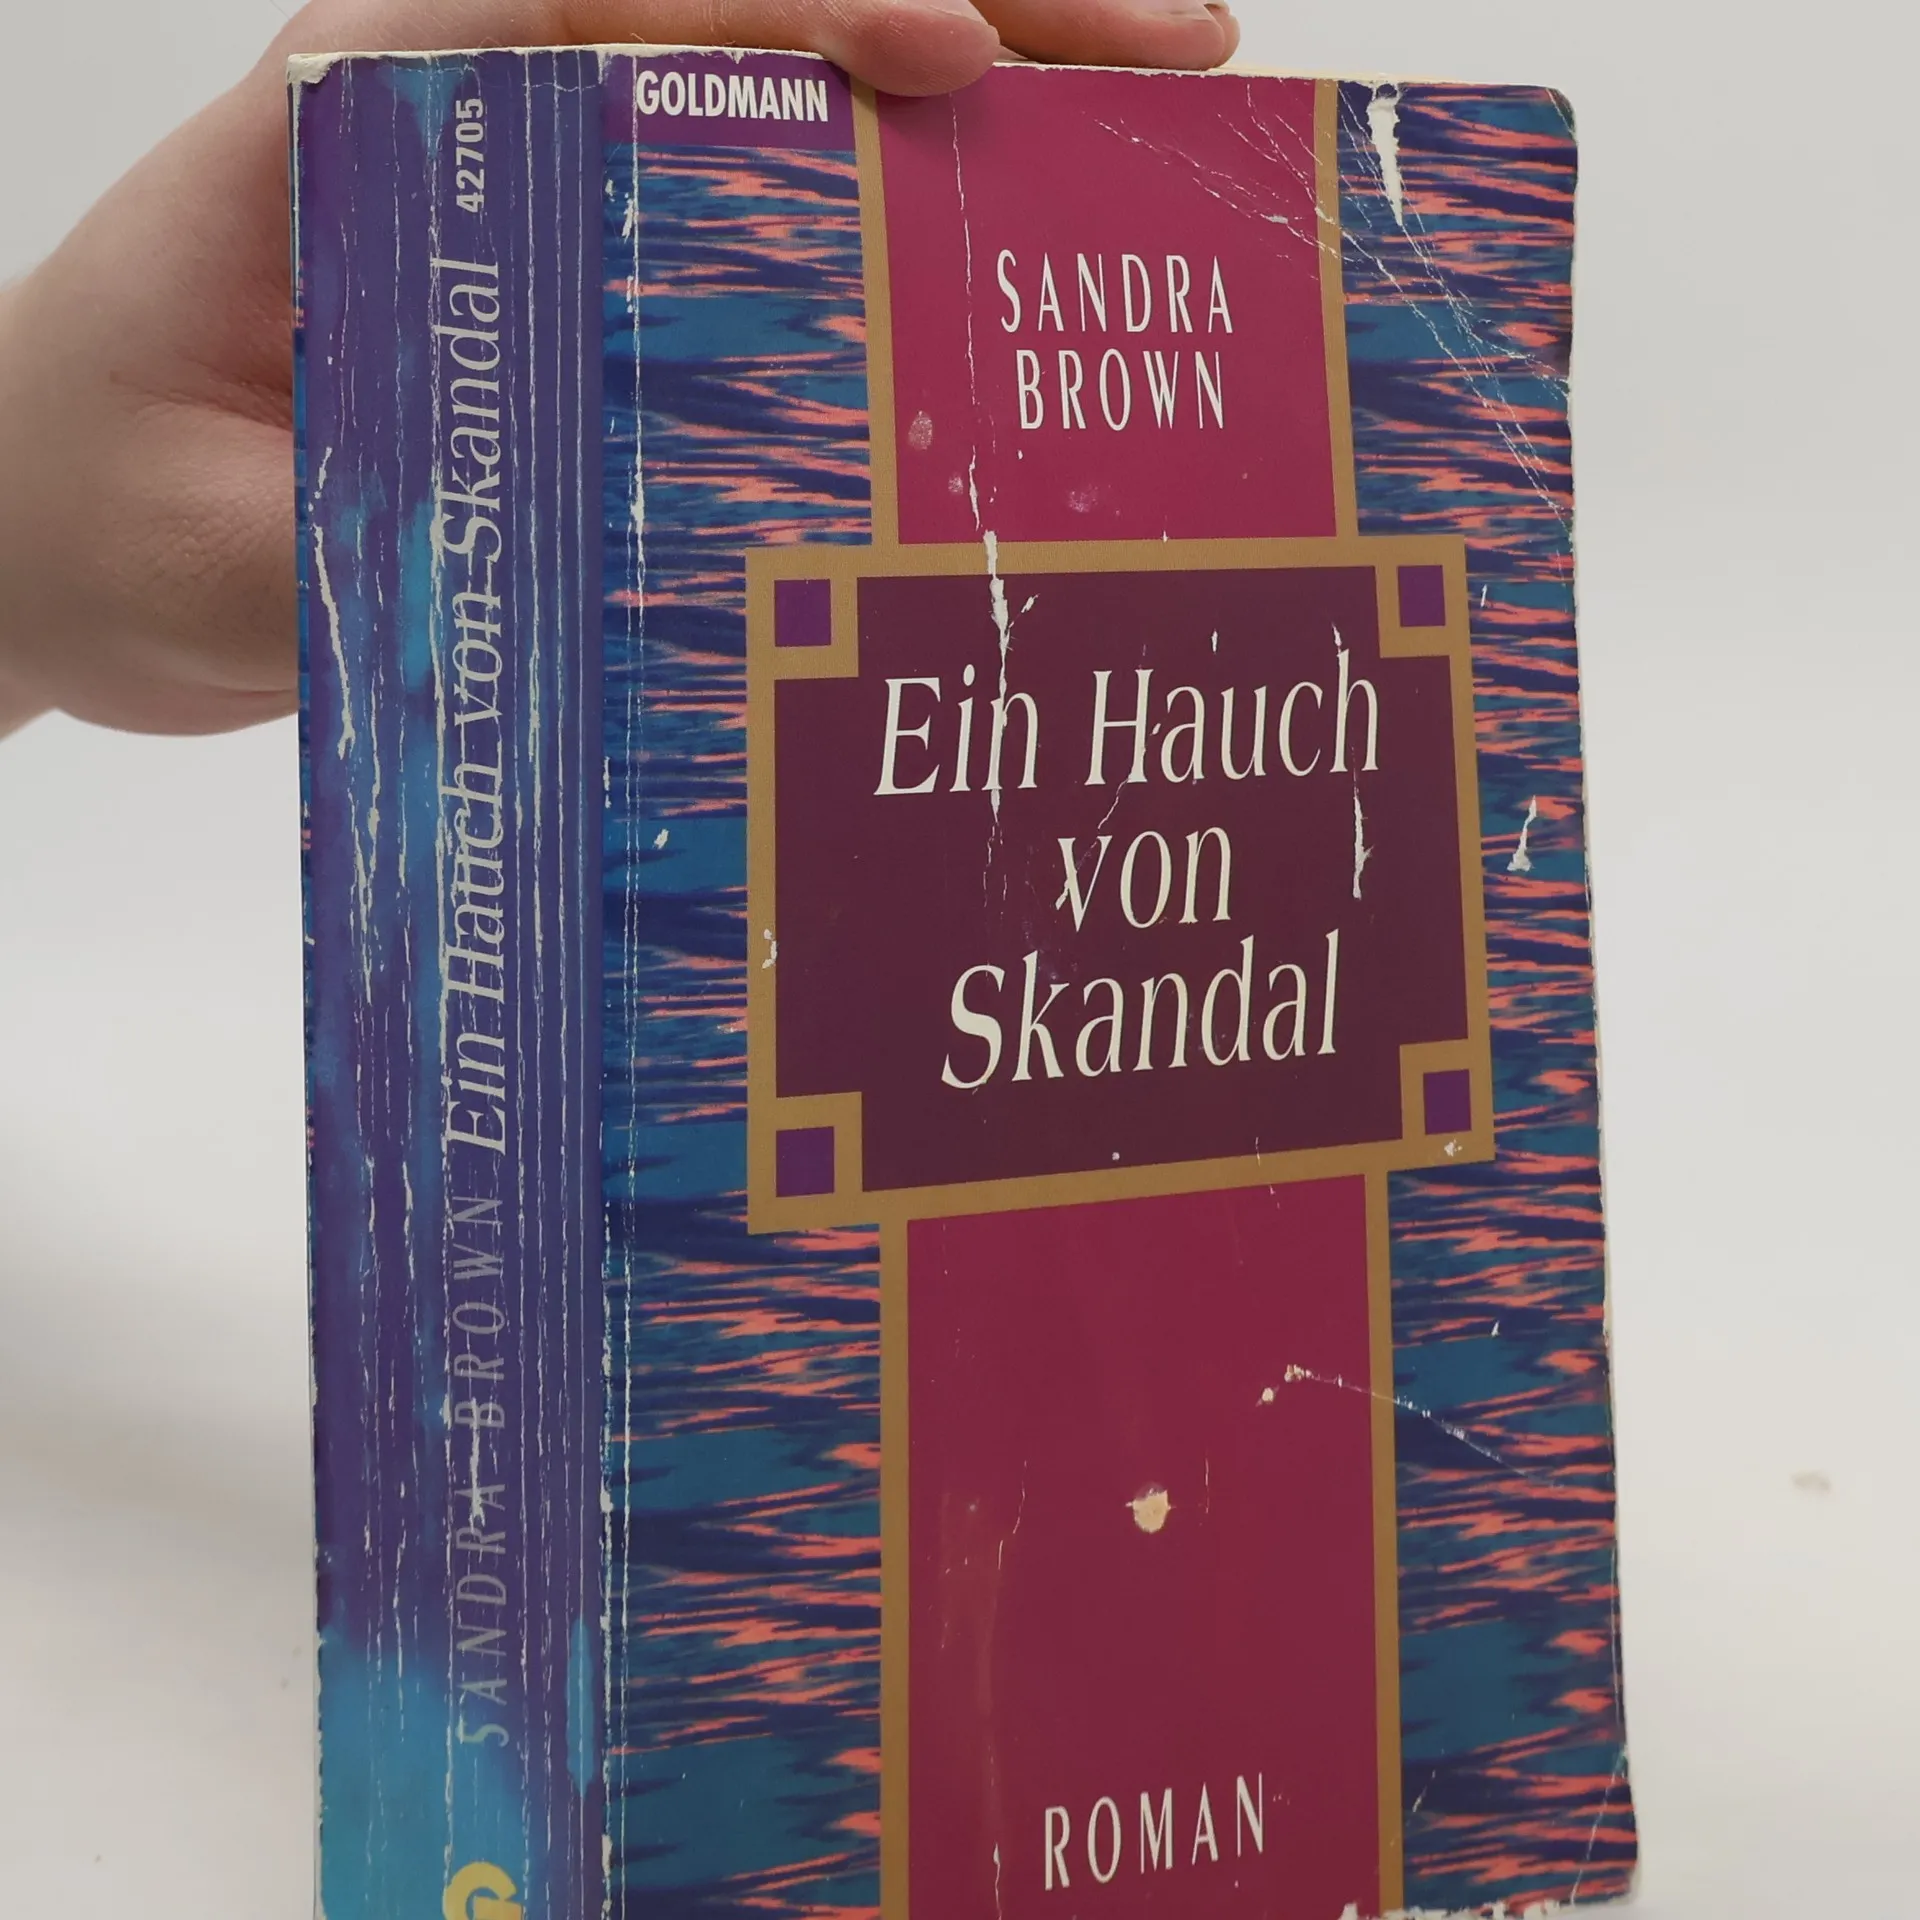 GOLDMANN
SANDRA
BROWN
Ein Hauch
von
Skandal
ROMAN
SANDRA BROWN Ein Hauch von Skandal 42705
G